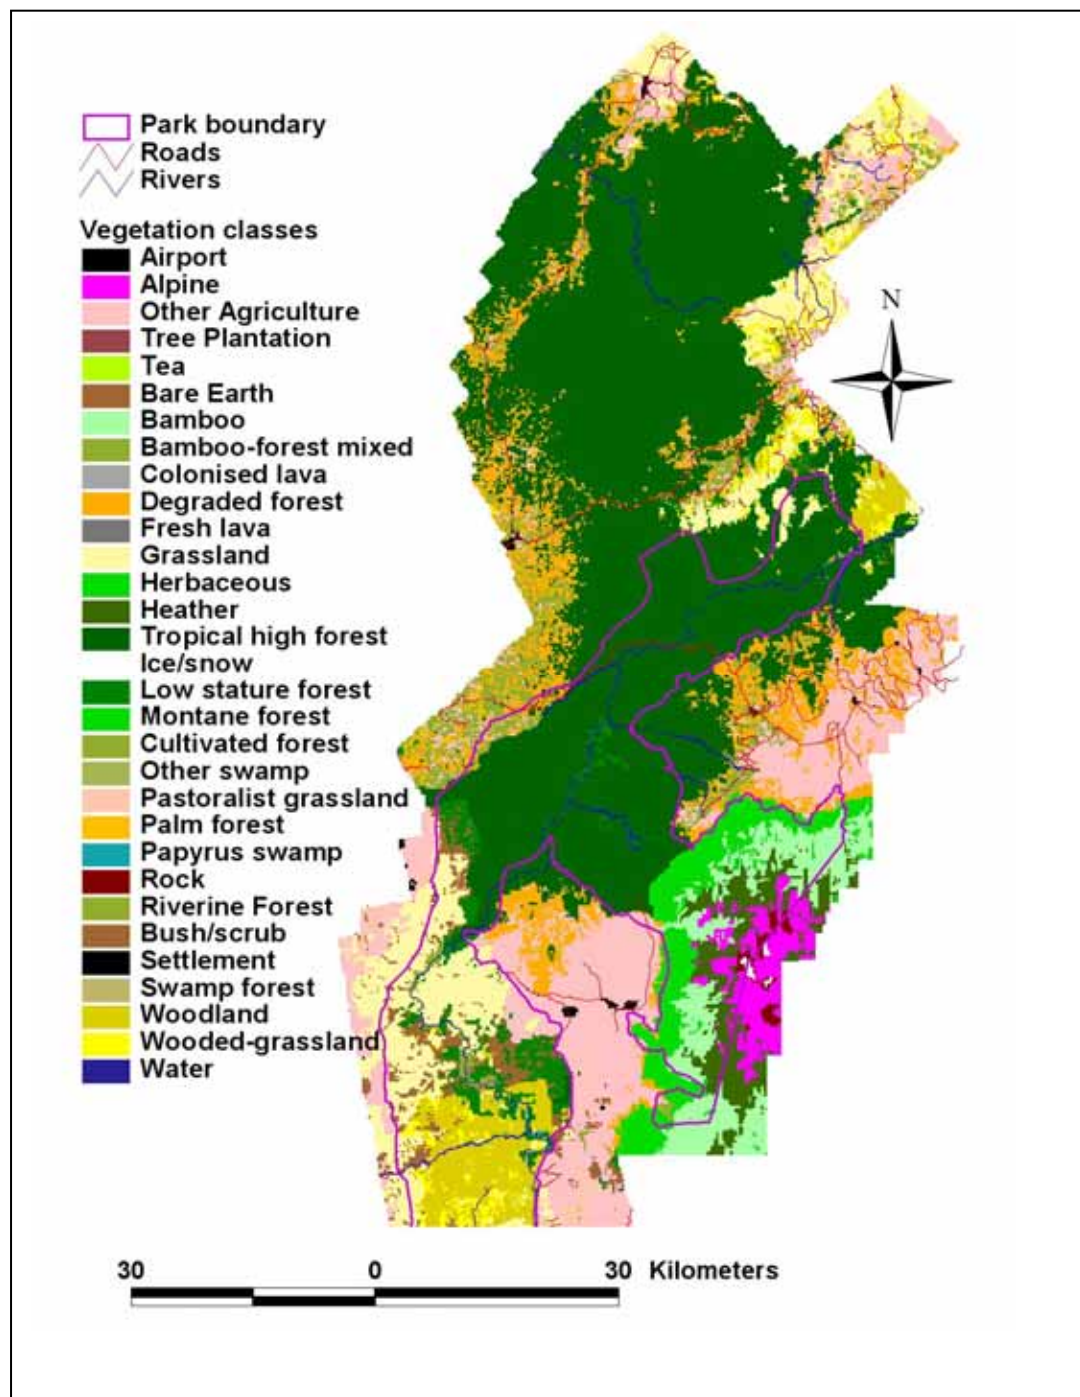 Park boundary
Roads
Rivers
Vegetation classes
Airport
Alpine
Other Agriculture
Tree Plantation
Tea
Bare Earth
Bamboo
Bamboo-forest mixed
Colonised lava
Degraded forest
Fresh lava
Grassland
Herbaceous
Heather
Tropical high forest
Ice/snow
Low stature forest
Montane forest
Cultivated forest
Other swamp
Pastoralist grassland
Palm forest
Papyrus swamp
Rock
Riverine Forest
Bush/scrub
Settlement
Swamp forest
Woodland
Wooded-grassland
Water
N
30 0 30 Kilometers